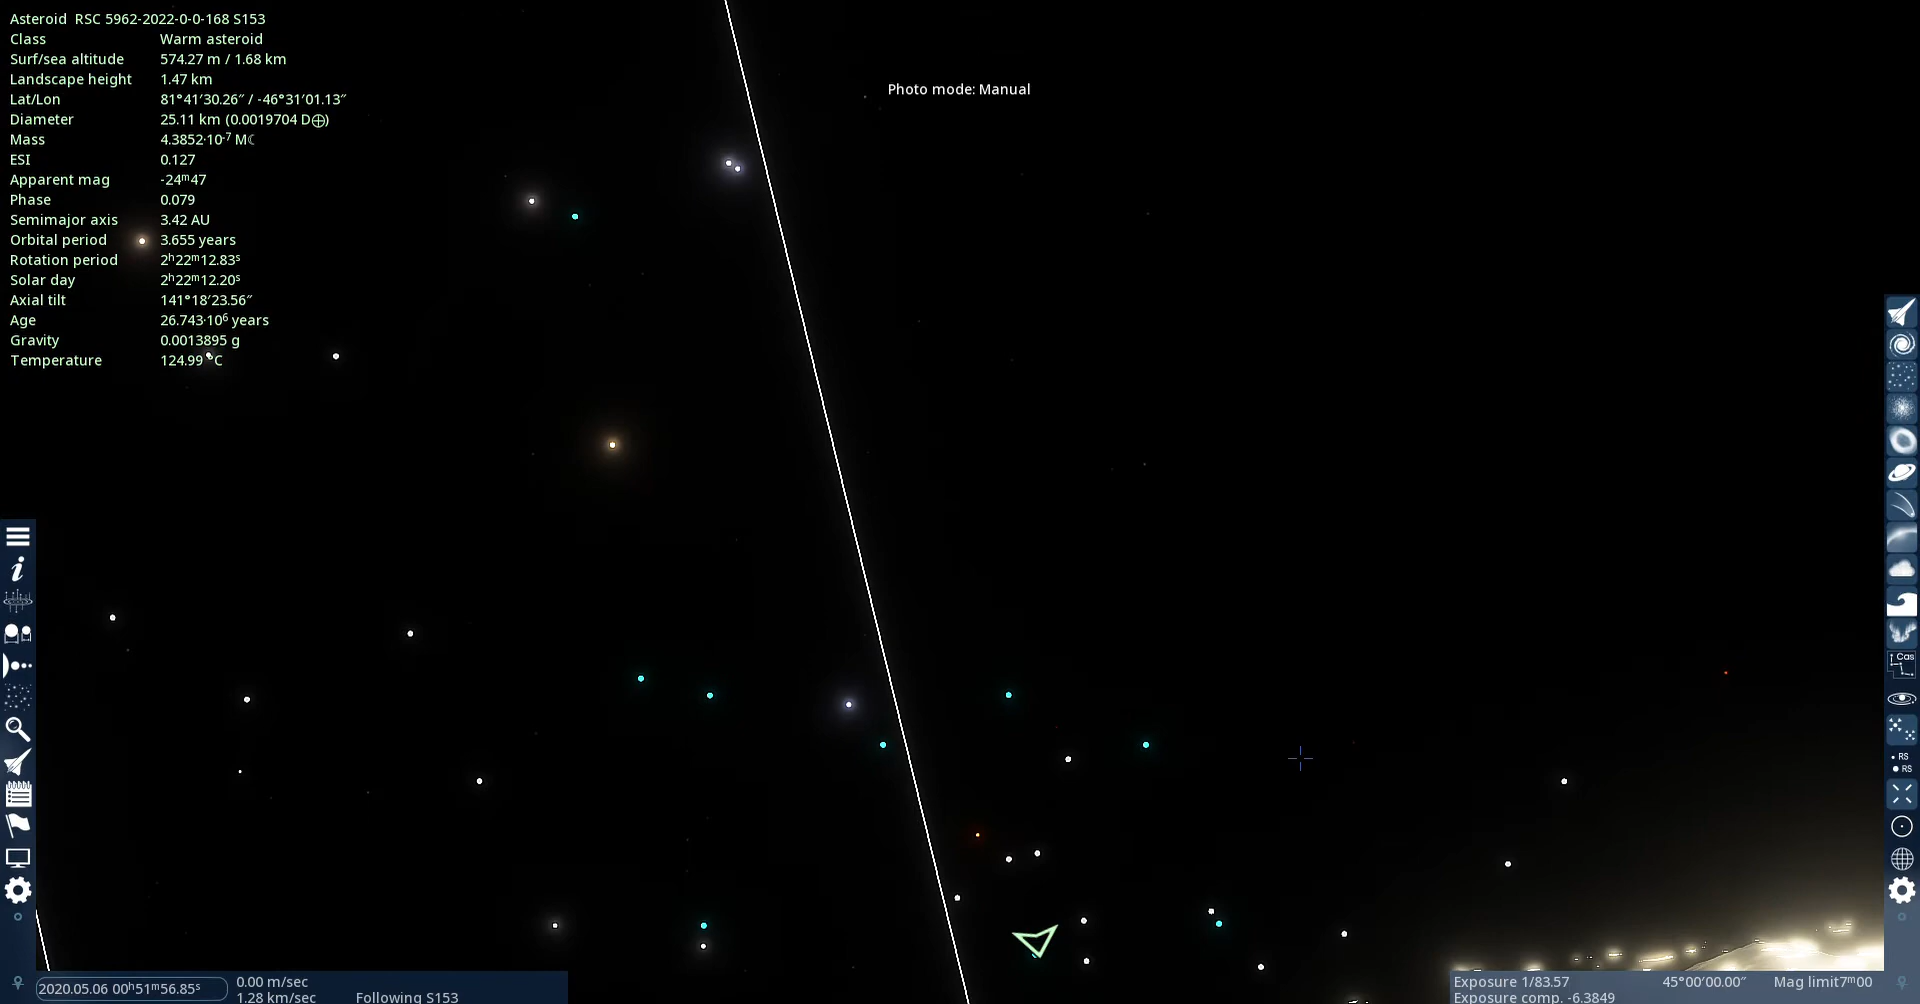 Asteroid RSC 5962-2022-0-0-168 S153
Class Warm asteroid
Surf/sea altitude 574.27 m / 1.68 km
Landscape height 1.47 km
Lat/Lon 81°41′30.26″ / -46°31′01.13″
Diameter 25.11 km (0.0019704 D⊕)
Mass 4.3852·10⁻⁷ M☾
ESI 0.127
Apparent mag -24ᵐ47
Phase 0.079
Semimajor axis 3.42 AU
Orbital period 3.655 years
Rotation period 2ʰ22ᵐ12.83ˢ
Solar day 2ʰ22ᵐ12.20ˢ
Axial tilt 141°18′23.56″
Age 26.743·10⁶ years
Gravity 0.0013895 g
Temperature 124.99 °C
Photo mode: Manual
Cas
RS
RS
2020.05.06 00ʰ51ᵐ56.85ˢ
0.00 m/sec
1.28 km/sec Following S153
Exposure 1/83.57 45°00′00.00″ Mag limit 7ᵐ00
Exposure comp. -6.3849